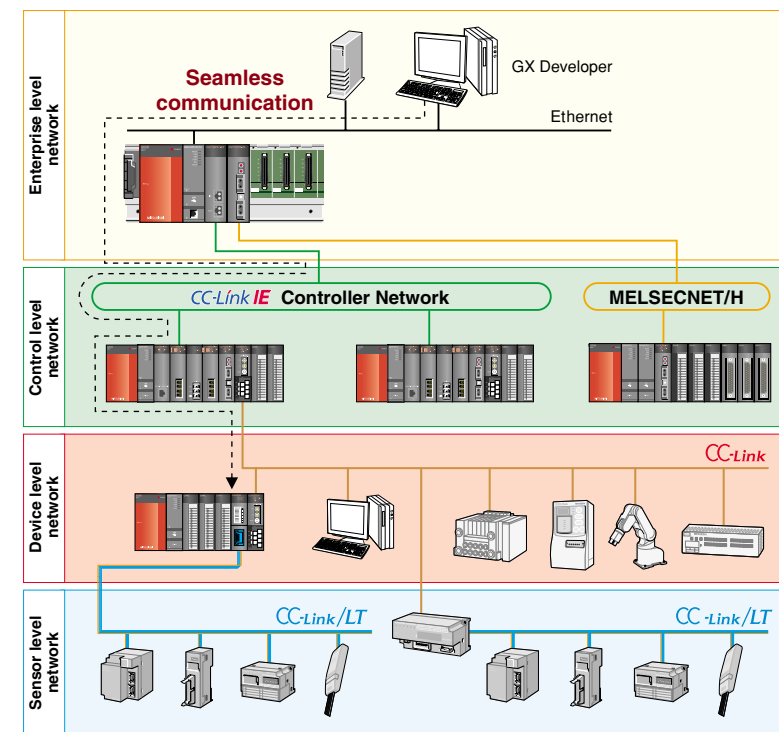 Enterprise level
network
Seamless
communication
GX Developer
Ethernet
Control level
network
CC-Link IE Controller Network
MELSECNET/H
Device level
network
CC-Link
Sensor level
network
CC-Link/LT
CC-Link/LT